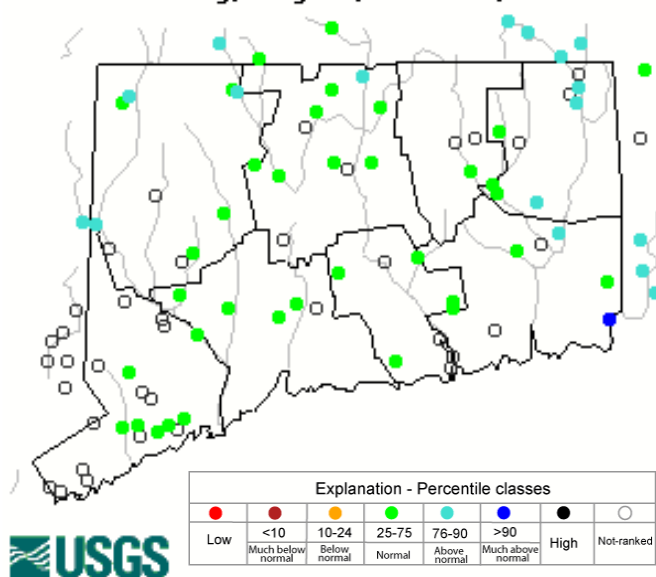 Explanation - Percentile classes
Low
<10
Much below normal
10-24
Below normal
25-75
Normal
76-90
Above normal
>90
Much above normal
High
Not-ranked
USGS